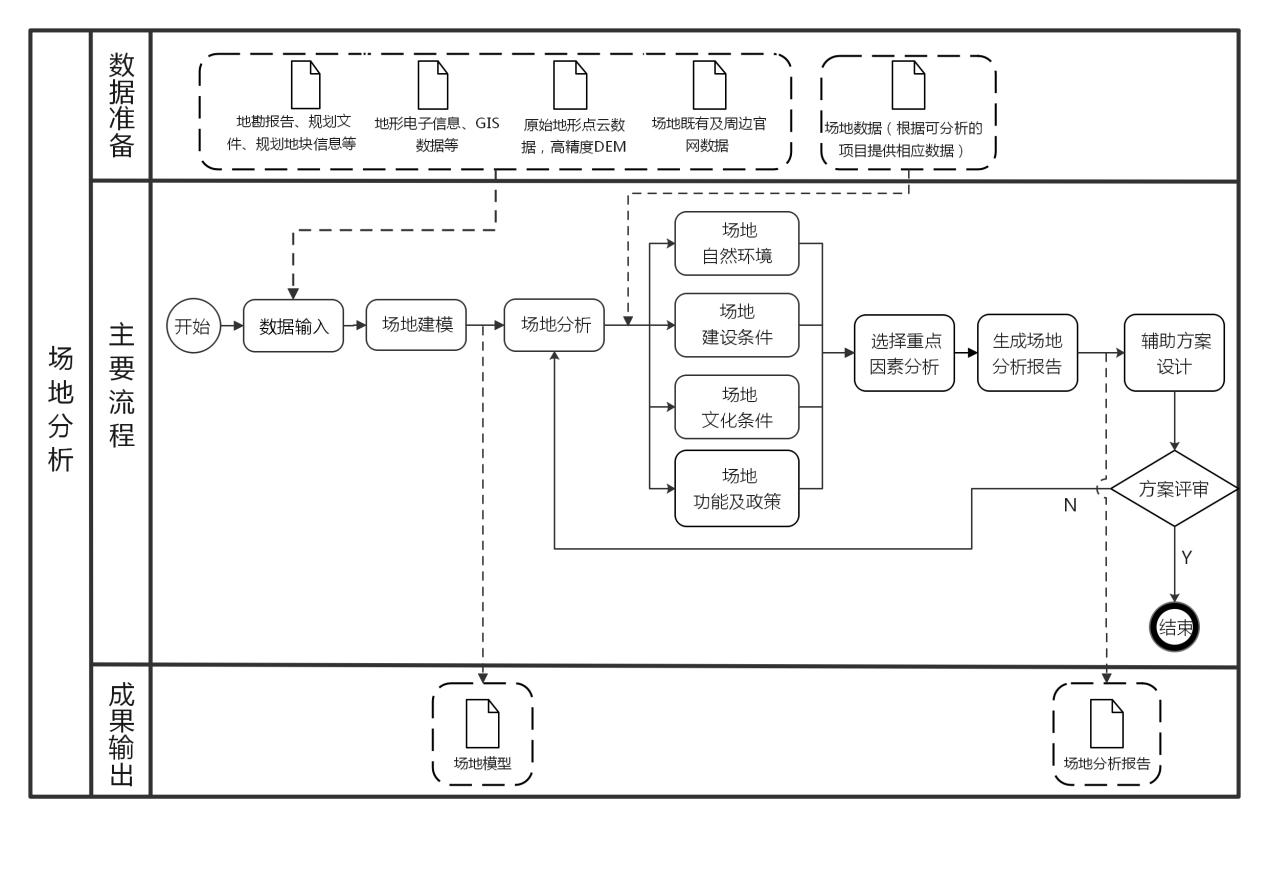 场
地
分
析
数
据
准
备
地勘报告、规划文
件、规划地块信息等
地形电子信息、GIS
数据等
原始地形点云数
据，高精度DEM
场地既有及周边官
网数据
场地数据（根据可分析的
项目提供相应数据）
主
要
流
程
开始
数据输入
场地建模
场地分析
场地
自然环境
场地
建设条件
场地
文化条件
场地
功能及政策
选择重点
因素分析
生成场地
分析报告
辅助方案
设计
方案评审
N
Y
结束
成
果
输
出
场地模型
场地分析报告